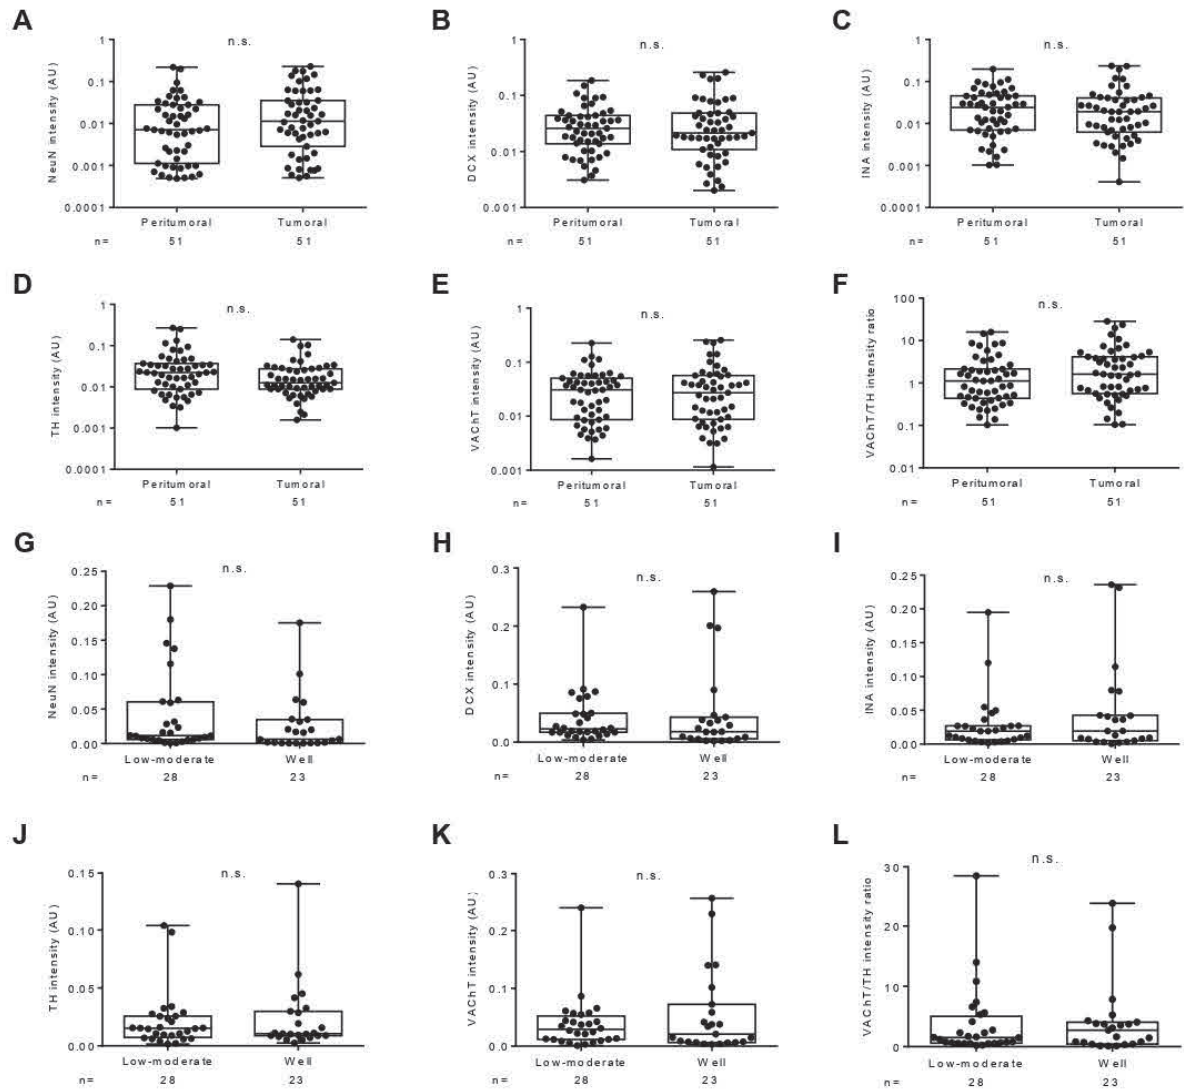 A
NeuN intensity (AU)
n.s.
1
0.1
0.01
0.001
0.0001
Peritumoral Tumoral
n= 51 51
B
DCX intensity (AU)
n.s.
1
0.1
0.01
0.001
Peritumoral Tumoral
n= 51 51
C
INA intensity (AU)
n.s.
1
0.1
0.01
0.001
0.0001
Peritumoral Tumoral
n= 51 51
D
TH intensity (AU)
n.s.
1
0.1
0.01
0.001
0.0001
Peritumoral Tumoral
n= 51 51
E
VAChT intensity (AU)
n.s.
1
0.1
0.01
0.001
Peritumoral Tumoral
n= 51 51
F
VAChT/TH intensity ratio
n.s.
100
10
1
0.1
0.01
Peritumoral Tumoral
n= 51 51
G
NeuN intensity (AU)
n.s.
0.25
0.20
0.15
0.10
0.05
0.00
Low-moderate Well
n= 28 23
H
DCX intensity (AU)
n.s.
0.3
0.2
0.1
0.0
Low-moderate Well
n= 28 23
I
INA intensity (AU)
n.s.
0.25
0.20
0.15
0.10
0.05
0.00
Low-moderate Well
n= 28 23
J
TH intensity (AU)
n.s.
0.15
0.10
0.05
0.00
Low-moderate Well
n= 28 23
K
VAChT intensity (AU)
n.s.
0.3
0.2
0.1
0.0
Low-moderate Well
n= 28 23
L
VAChT/TH intensity ratio
n.s.
30
20
10
0
Low-moderate Well
n= 28 23